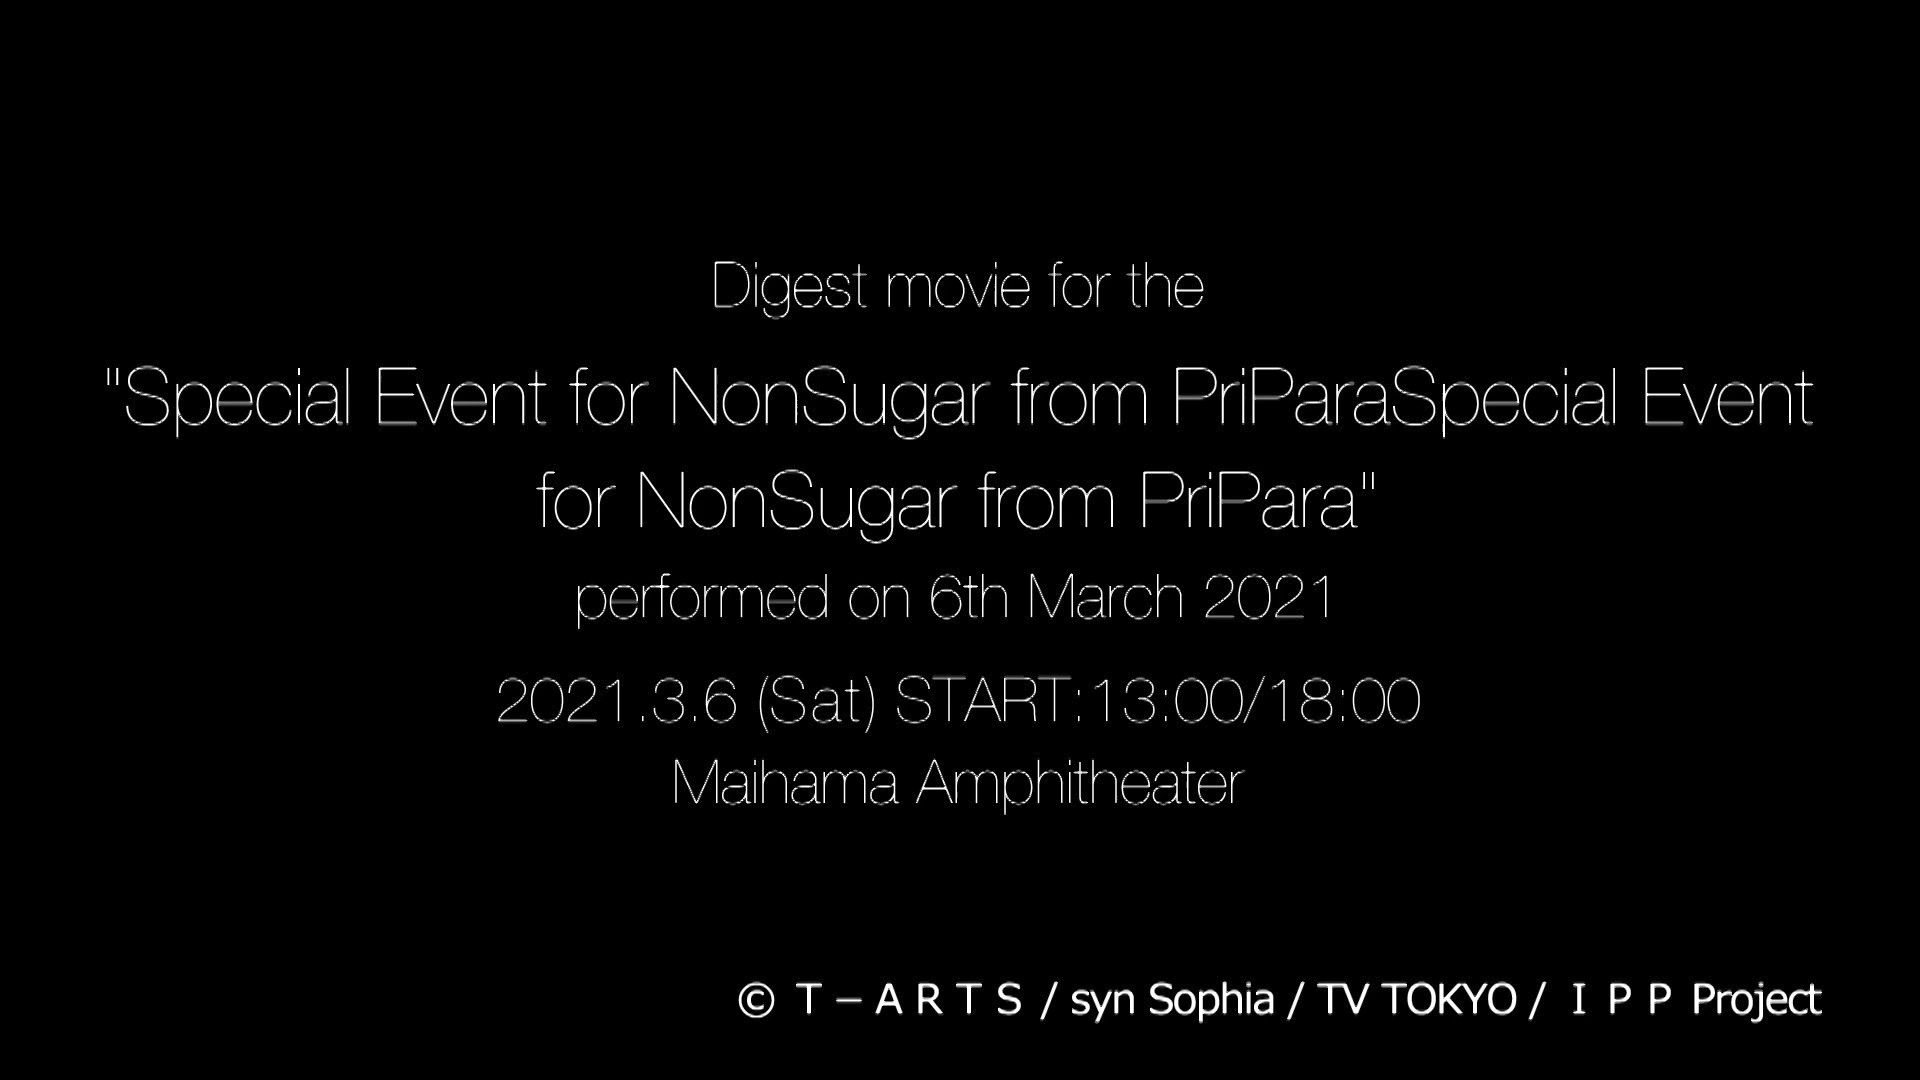 Digest movie for the
"Special Event for NonSugar from PriParaSpecial Event
for NonSugar from PriPara"
performed on 6th March 2021
2021.3.6 (Sat) START:13:00/18:00
Maihama Amphitheater
© Ｔ－ＡＲＴＳ / syn Sophia / TV TOKYO / ＩＰＰ Project